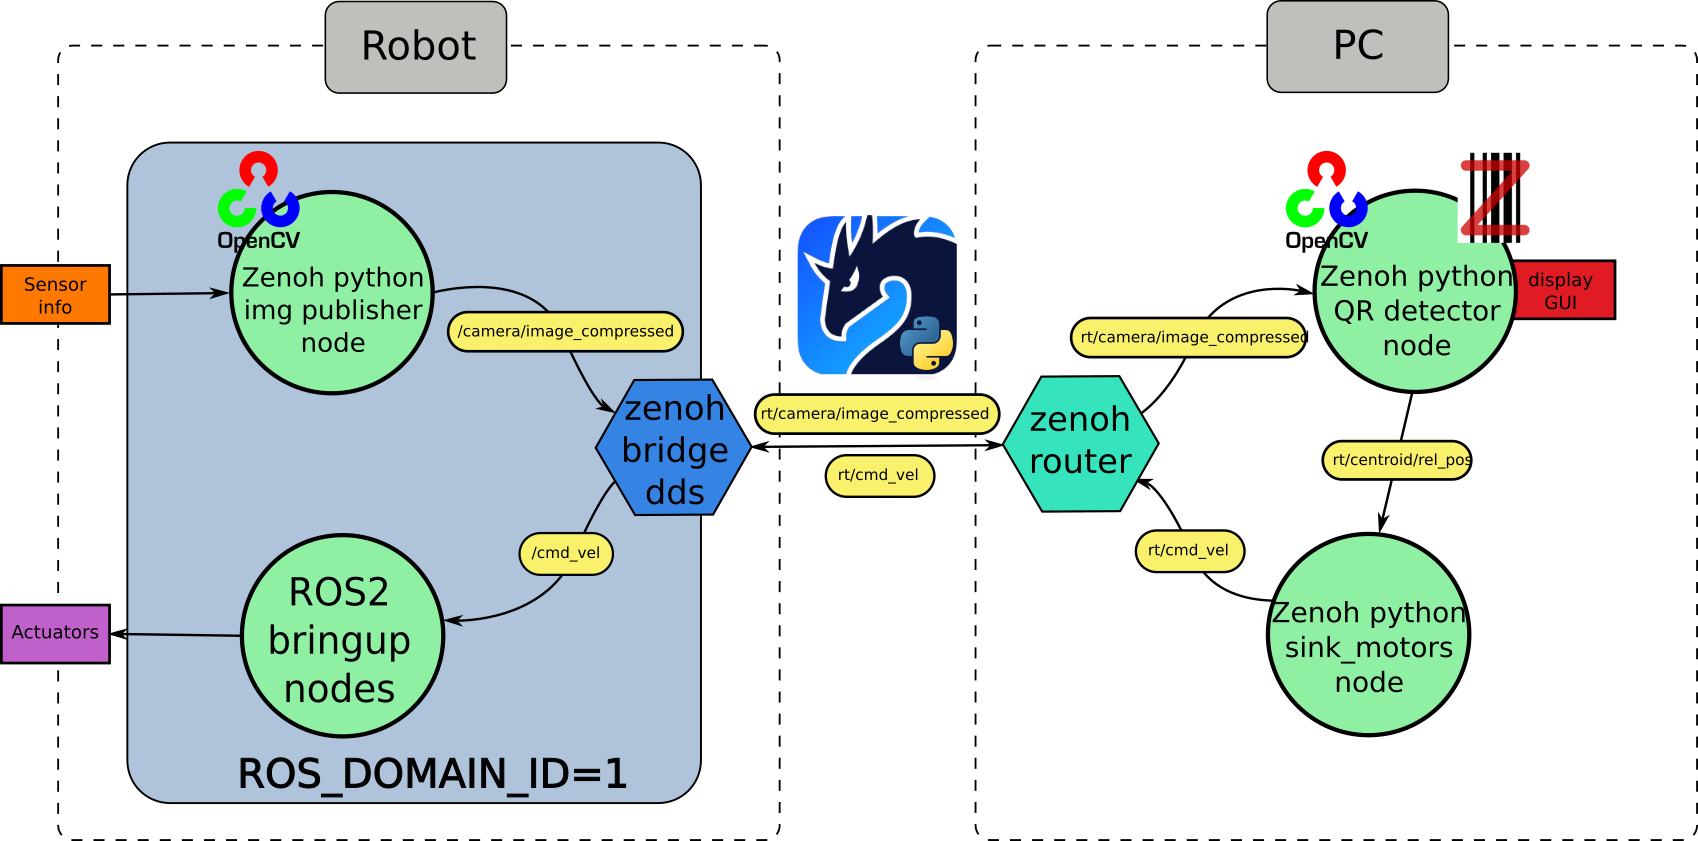 Robot
PC
OpenCV
Zenoh python
img publisher
node
Sensor
info
/camera/image_compressed
zenoh
bridge
dds
/cmd_vel
ROS2
bringup
nodes
Actuators
ROS_DOMAIN_ID=1
rt/camera/image_compressed
rt/cmd_vel
zenoh
router
rt/camera/image_compressed
OpenCV
Zenoh python
QR detector
node
display
GUI
rt/centroid/rel_pos
rt/cmd_vel
Zenoh python
sink_motors
node